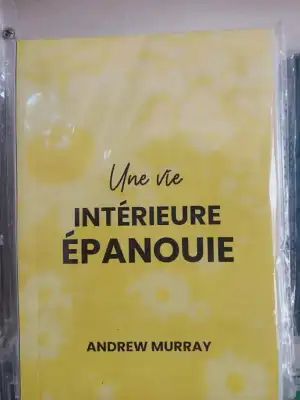 Une vie
INTÉRIEURE
ÉPANOUIE
ANDREW MURRAY